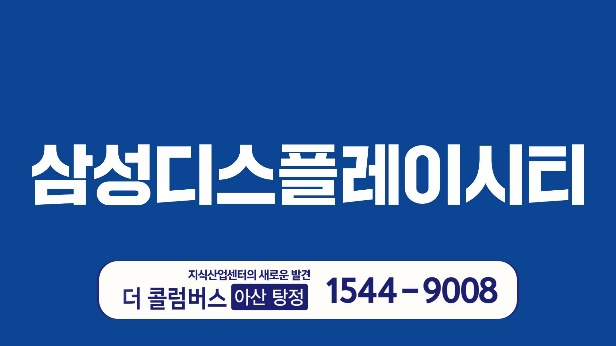 삼성디스플레이시티
지식산업센터의 새로운 발견
더 콜럼버스 아산 탕정
1544-9008